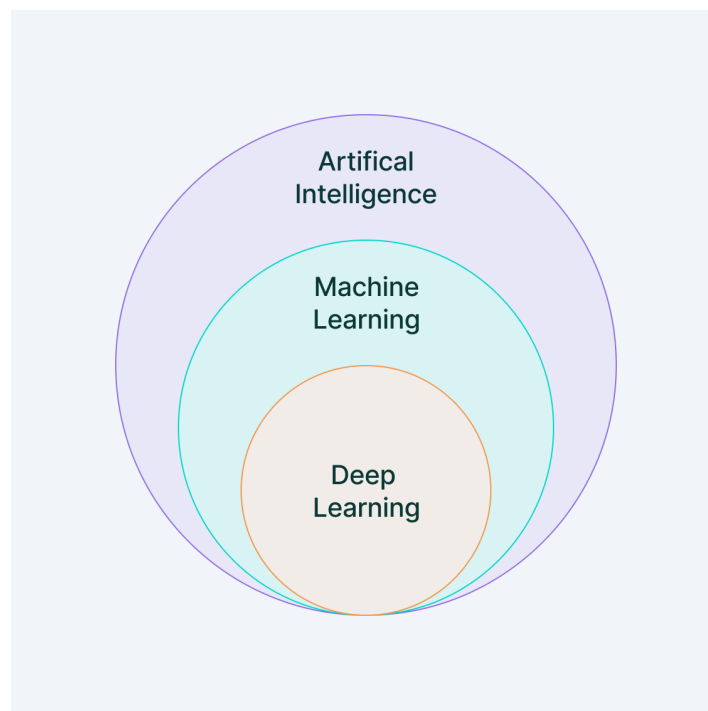 Artifical
Intelligence
Machine
Learning
Deep
Learning